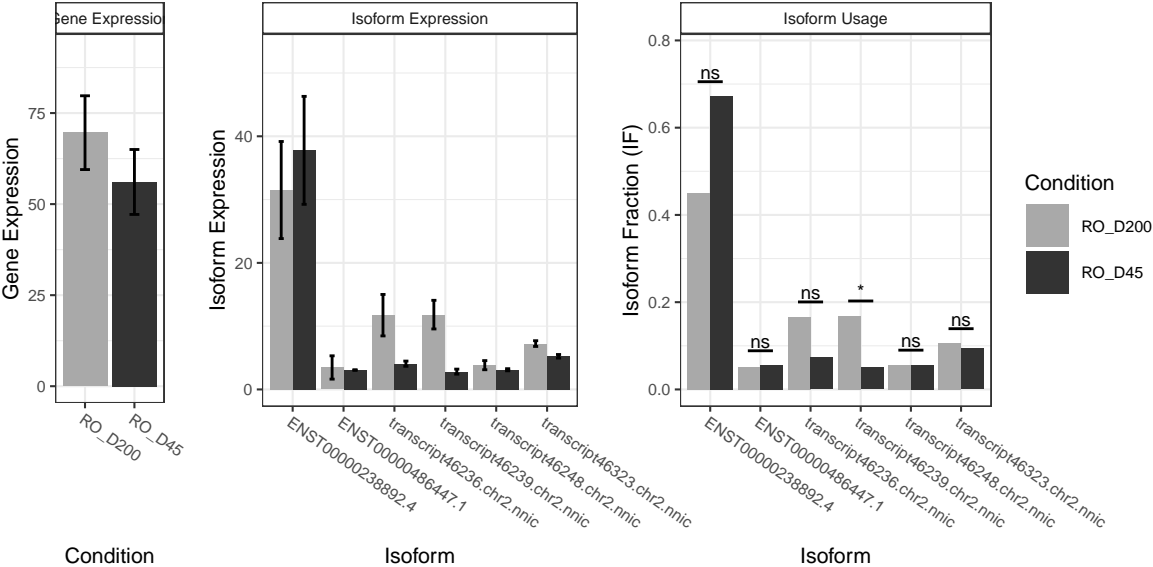 Gene Expression
Isoform Expression
Isoform Usage
Gene Expression
75
50
25
0
RO_D200
RO_D45
Condition
Isoform Expression
40
20
0
ENST00000238892.4
ENST00000486447.1
transcript46236.chr2.nnic
transcript46239.chr2.nnic
transcript46248.chr2.nnic
transcript46323.chr2.nnic
Isoform
Isoform Fraction (IF)
0.8
0.6
0.4
0.2
0.0
ns
ns
ns
*
ns
ns
ENST00000238892.4
ENST00000486447.1
transcript46236.chr2.nnic
transcript46239.chr2.nnic
transcript46248.chr2.nnic
transcript46323.chr2.nnic
Isoform
Condition
RO_D200
RO_D45